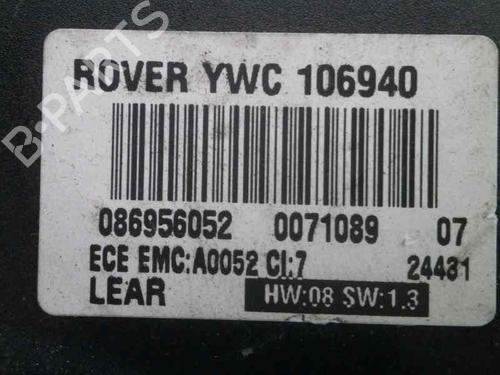 ROVER YWC 106940
086956052 0071089 07
ECE EMC:A0052 CI:7 24431
LEAR HW:08 SW:1.3
B-PARTS